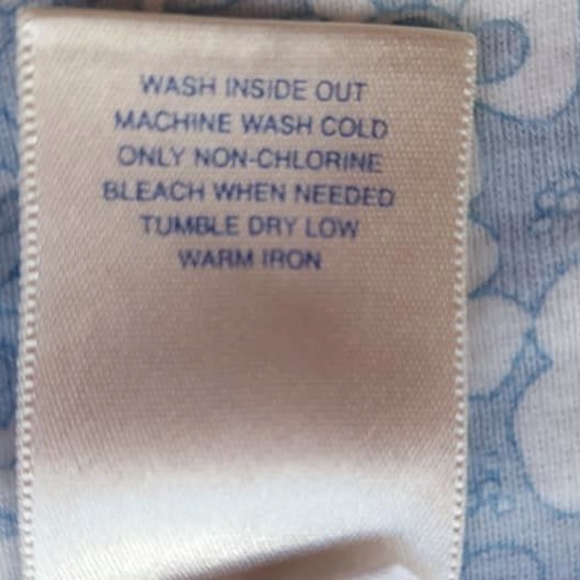 WASH INSIDE OUT
MACHINE WASH COLD
ONLY NON-CHLORINE
BLEACH WHEN NEEDED
TUMBLE DRY LOW
WARM IRON